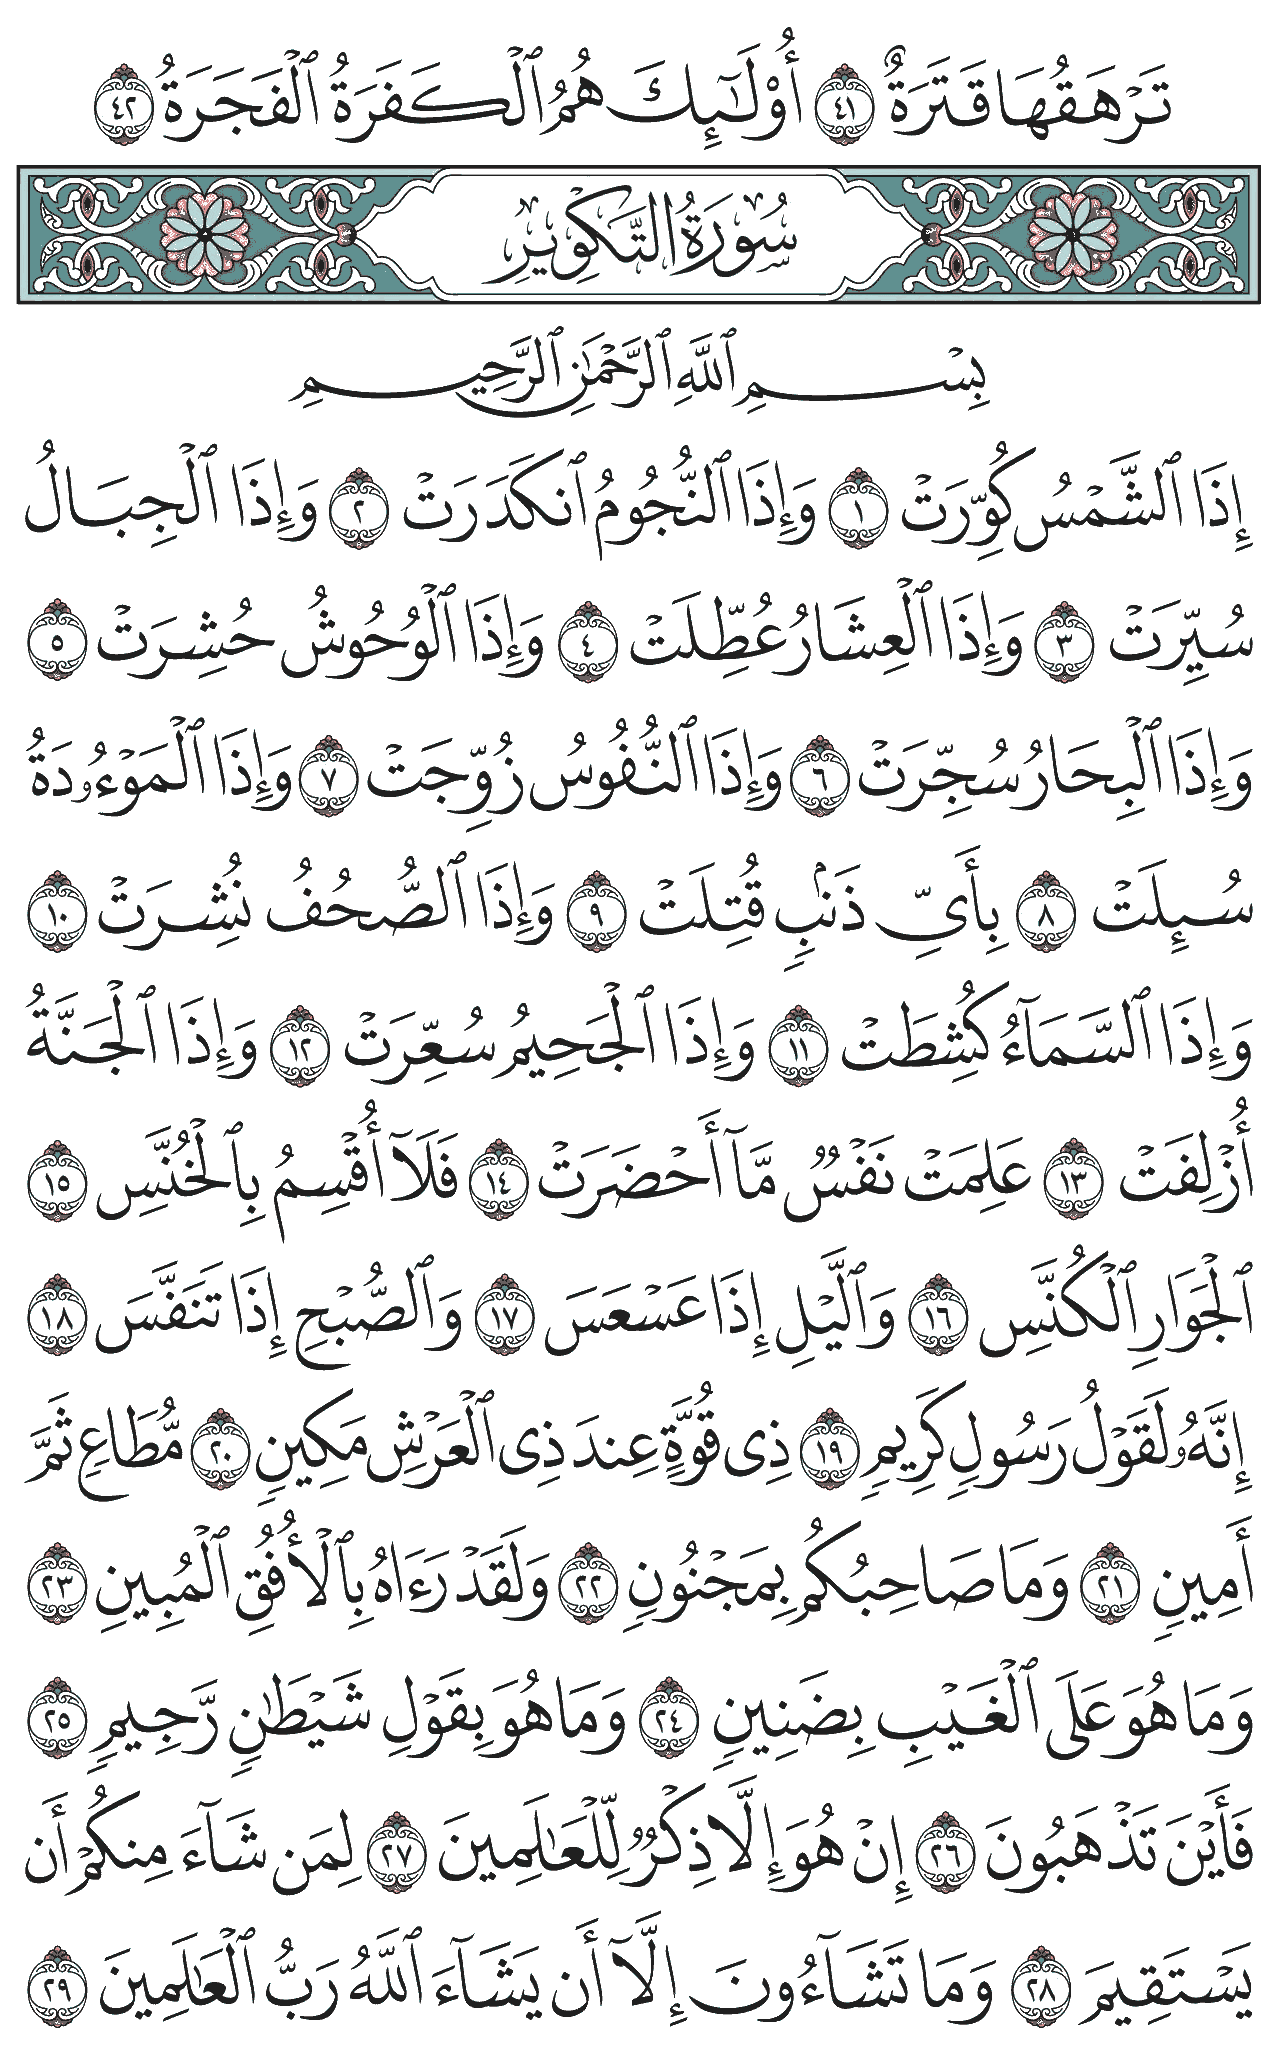 تَرْهَقُهَا قَتَرَةٌ ٤١ أُوْلَٰٓئِكَ هُمُ ٱلْكَفَرَةُ ٱلْفَجَرَةُ ٤٢
سُورَةُ التَّكْوِيرِ
بِسْمِ ٱللَّهِ ٱلرَّحْمَٰنِ ٱلرَّحِيمِ
إِذَا ٱلشَّمْسُ كُوِّرَتْ ١ وَإِذَا ٱلنُّجُومُ ٱنكَدَرَتْ ٢ وَإِذَا ٱلْجِبَالُ
سُيِّرَتْ ٣ وَإِذَا ٱلْعِشَارُ عُطِّلَتْ ٤ وَإِذَا ٱلْوُحُوشُ حُشِرَتْ ٥
وَإِذَا ٱلْبِحَارُ سُجِّرَتْ ٦ وَإِذَا ٱلنُّفُوسُ زُوِّجَتْ ٧ وَإِذَا ٱلْمَوْءُۥدَةُ
سُئِلَتْ ٨ بِأَيِّ ذَنۢبٍ قُتِلَتْ ٩ وَإِذَا ٱلصُّحُفُ نُشِرَتْ ١٠
وَإِذَا ٱلسَّمَآءُ كُشِطَتْ ١١ وَإِذَا ٱلْجَحِيمُ سُعِّرَتْ ١٢ وَإِذَا ٱلْجَنَّةُ
أُزْلِفَتْ ١٣ عَلِمَتْ نَفْسٌ مَّآ أَحْضَرَتْ ١٤ فَلَآ أُقْسِمُ بِٱلْخُنَّسِ ١٥
ٱلْجَوَارِ ٱلْكُنَّسِ ١٦ وَٱلَّيْلِ إِذَا عَسْعَسَ ١٧ وَٱلصُّبْحِ إِذَا تَنَفَّسَ ١٨
إِنَّهُۥ لَقَوْلُ رَسُولٍ كَرِيمٍ ١٩ ذِى قُوَّةٍ عِندَ ذِى ٱلْعَرْشِ مَكِينٍ ٢٠ مُّطَاعٍ ثَمَّ
أَمِينٍ ٢١ وَمَا صَاحِبُكُم بِمَجْنُونٍ ٢٢ وَلَقَدْ رَءَاهُ بِٱلْأُفُقِ ٱلْمُبِينِ ٢٣
وَمَا هُوَ عَلَى ٱلْغَيْبِ بِضَنِينٍ ٢٤ وَمَا هُوَ بِقَوْلِ شَيْطَٰنٍ رَّجِيمٍ ٢٥
فَأَيْنَ تَذْهَبُونَ ٢٦ إِنْ هُوَ إِلَّا ذِكْرٌ لِّلْعَٰلَمِينَ ٢٧ لِمَن شَآءَ مِنكُمْ أَن
يَسْتَقِيمَ ٢٨ وَمَا تَشَآءُونَ إِلَّآ أَن يَشَآءَ ٱللَّهُ رَبُّ ٱلْعَٰلَمِينَ ٢٩